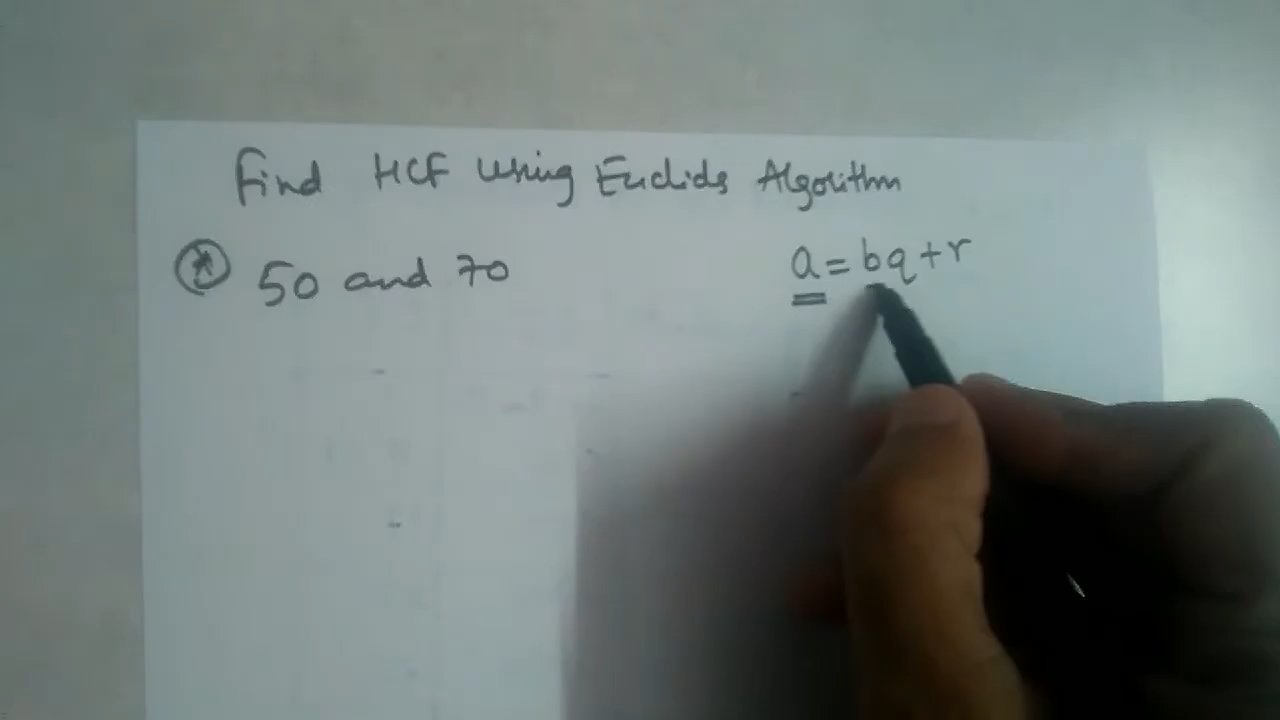 Find HCF Using Euclids Algorithm
* 50 and 70
a = bq + r